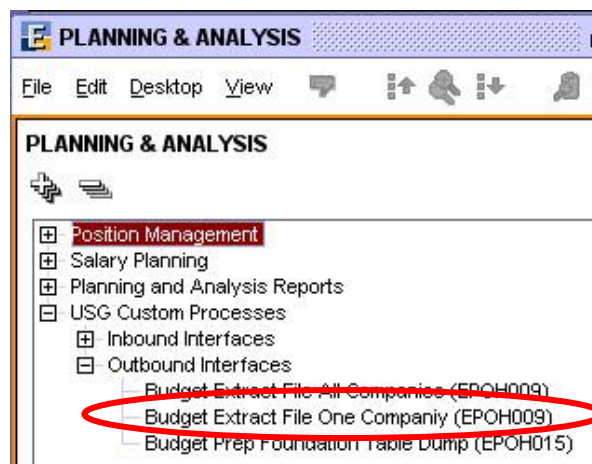 PLANNING & ANALYSIS
File Edit Desktop View
PLANNING & ANALYSIS
Position Management
Salary Planning
Planning and Analysis Reports
USG Custom Processes
Inbound Interfaces
Outbound Interfaces
Budget Extract File All Companies (EPOH009)
Budget Extract File One Companiy (EPOH009)
Budget Prep Foundation Table Dump (EPOH015)